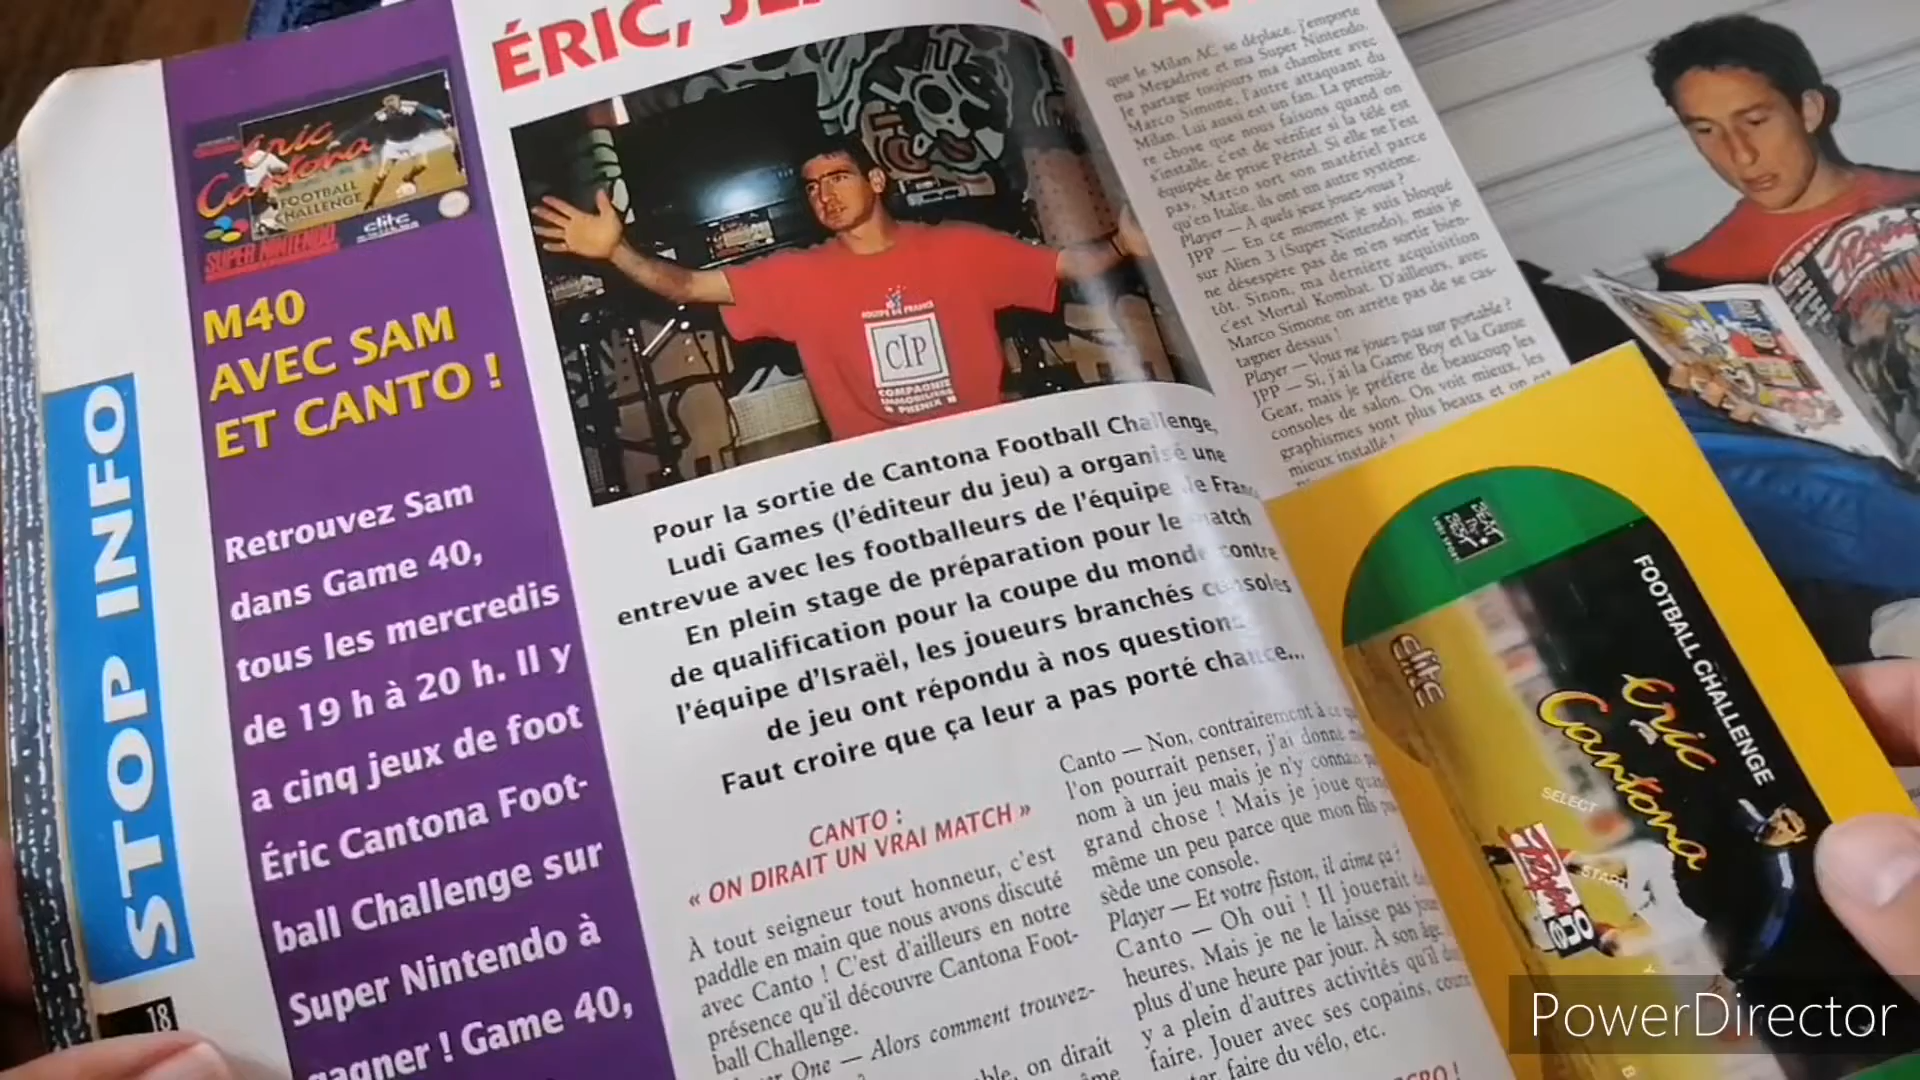 ÉRIC,
STOP INFO
18
Eric
Cantona
FOOTBALL
CHALLENGE
elite
SUPER NINTENDO
M40
AVEC SAM
ET CANTO !
Retrouvez Sam
dans Game 40,
tous les mercredis
de 19 h à 20 h. Il y
a cinq jeux de foot
Éric Cantona Foot-
ball Challenge sur
Super Nintendo à
gagner ! Game 40,
EQUIPE DE FRANCE
CIP
COMPAGNIE
IMMOBILIERE
PHENIX
Pour la sortie de Cantona Football Challenge,
Ludi Games (l'éditeur du jeu) a organisé une
entrevue avec les footballeurs de l'équipe de
En plein stage de préparation pour le match
de qualification pour la coupe du monde contre
l'équipe d'Israël, les joueurs branchés consoles
de jeu ont répondu à nos questions
Faut croire que ça leur a pas porté chance...
CANTO :
« ON DIRAIT UN VRAI MATCH »
À tout seigneur tout honneur, c'est
paddle en main que nous avons discuté
avec Canto ! C'est d'ailleurs en notre
présence qu'il découvre Cantona Foot-
ball Challenge.
One — Alors comment trouvez-
on dirait
Canto — Non, contrairement à ce
l'on pourrait penser, j'ai donné
nom à un jeu mais je n'y connais
grand chose ! Mais je joue quand
même un peu parce que mon fils
sède une console.
Player — Et votre fiston, il aime ça ?
Canto — Oh oui ! Il jouerait
heures. Mais je ne le laisse pas
plus d'une heure par jour. À son âge,
y a plein d'autres activités qu'il
faire. Jouer avec ses copains,
faire du vélo, etc.
que le Milan AC se déplace, j'emporte
ma Megadrive et ma Super Nintendo.
Je partage toujours ma chambre avec
Marco Simone, l'autre attaquant du
Milan. Lui aussi est un fan. La premiè-
re chose que nous faisons quand on
s'installe, c'est de vérifier si la télé est
équipée de prise Péritel. Si elle ne l'est
pas, Marco sort son matériel parce
qu'en Italie, ils ont un autre système.
Player — A quels jeux jouez-vous ?
JPP — En ce moment je suis bloqué
sur Alien 3 (Super Nintendo), mais je
ne désespère pas de m'en sortir bien-
tôt. Sinon, ma dernière acquisition
c'est Mortal Kombat. D'ailleurs, avec
Marco Simone on arrête pas de se cas-
tagner dessus !
Player — Vous ne jouez pas sur portable ?
JPP — Si, j'ai la Game Boy et la Game
Gear, mais je préfère de beaucoup les
consoles de salon. On voit mieux, les
graphismes sont plus beaux et on est
mieux installé !
FOOTBALL CHALLENGE
elite
Eric
Cantona
SELECT
START
Player
One
PowerDirector